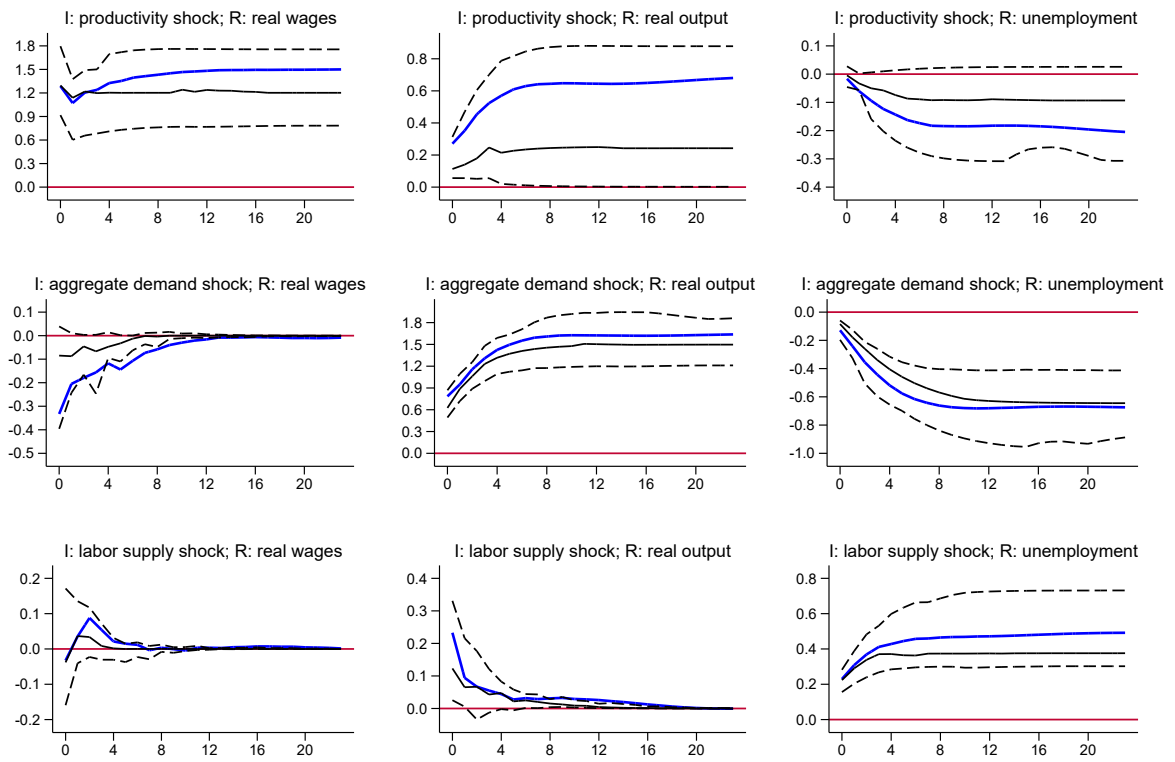 I: productivity shock; R: real wages
1.8
1.5
1.2
0.9
0.6
0.3
0.0
0 4 8 12 16 20
I: productivity shock; R: real output
0.8
0.6
0.4
0.2
0.0
0 4 8 12 16 20
I: productivity shock; R: unemployment
0.1
0.0
-0.1
-0.2
-0.3
-0.4
0 4 8 12 16 20
I: aggregate demand shock; R: real wages
0.1
0.0
-0.1
-0.2
-0.3
-0.4
-0.5
0 4 8 12 16 20
I: aggregate demand shock; R: real output
1.8
1.5
1.2
0.9
0.6
0.3
0.0
0 4 8 12 16 20
I: aggregate demand shock; R: unemployment
0.0
-0.2
-0.4
-0.6
-0.8
-1.0
0 4 8 12 16 20
I: labor supply shock; R: real wages
0.2
0.1
0.0
-0.1
-0.2
0 4 8 12 16 20
I: labor supply shock; R: real output
0.4
0.3
0.2
0.1
0.0
0 4 8 12 16 20
I: labor supply shock; R: unemployment
0.8
0.6
0.4
0.2
0.0
0 4 8 12 16 20